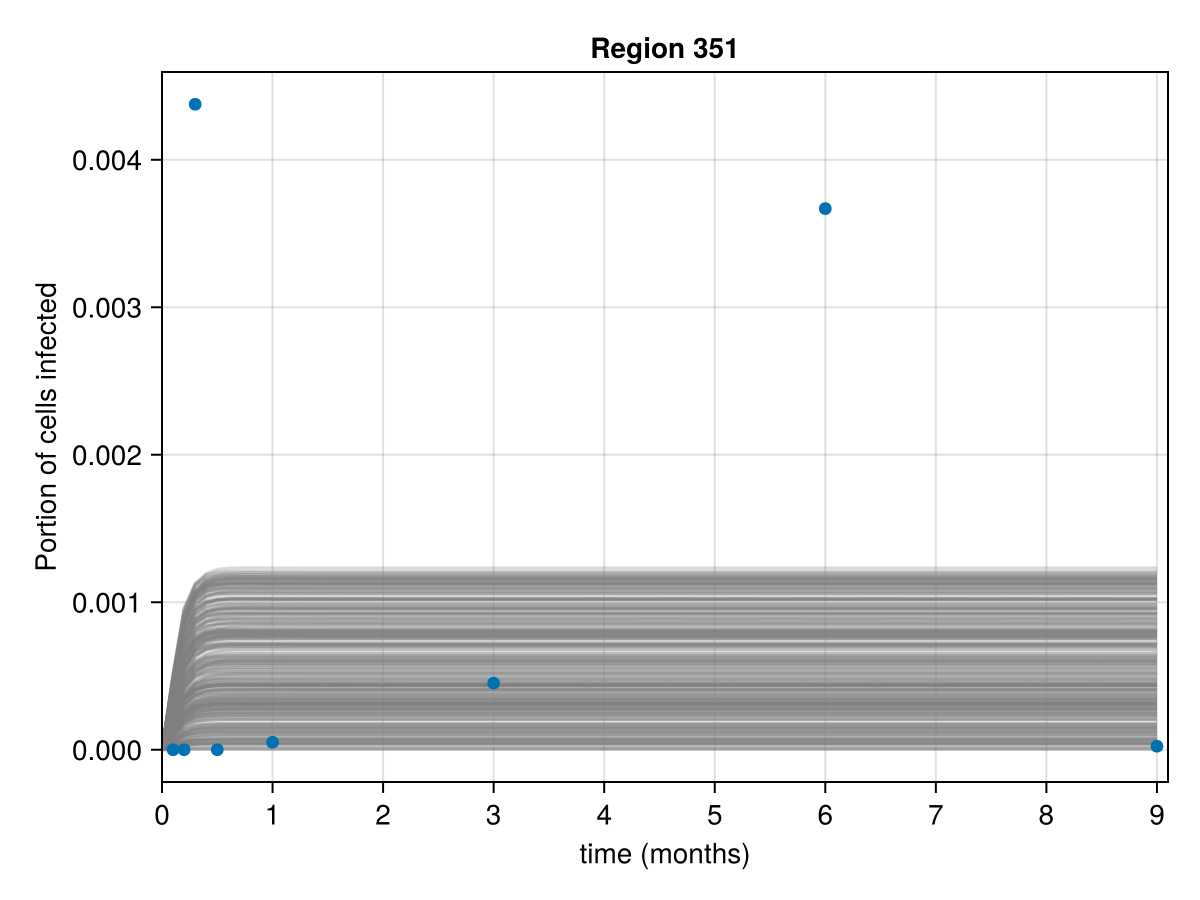 Region 351
Portion of cells infected
0.004
0.003
0.002
0.001
0.000
0 1 2 3 4 5 6 7 8 9
time (months)